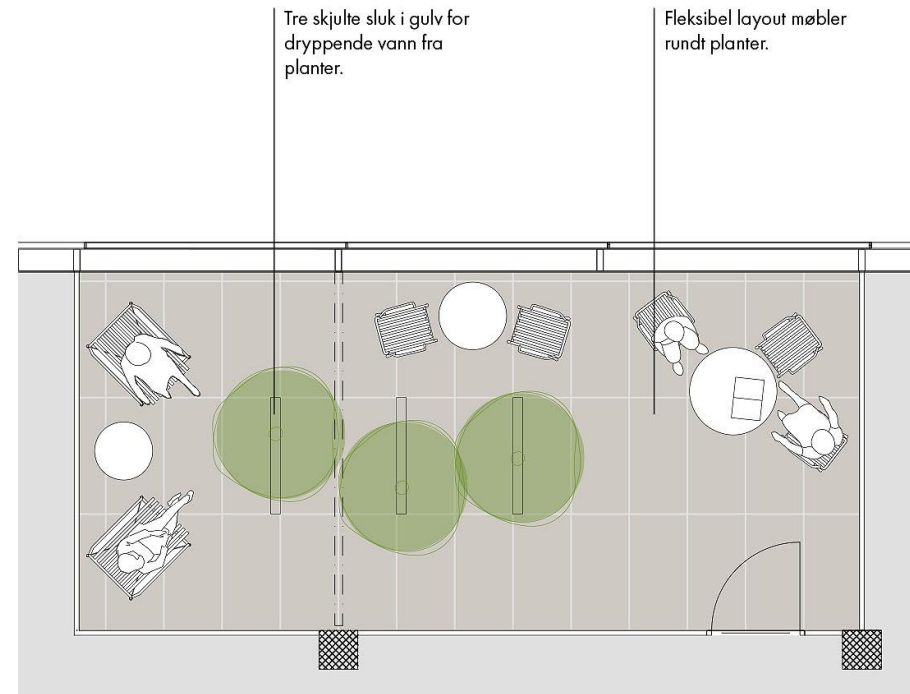 Tre skjulte sluk i gulv for
dryppende vann fra
planter.
Fleksibel layout møbler
rundt planter.